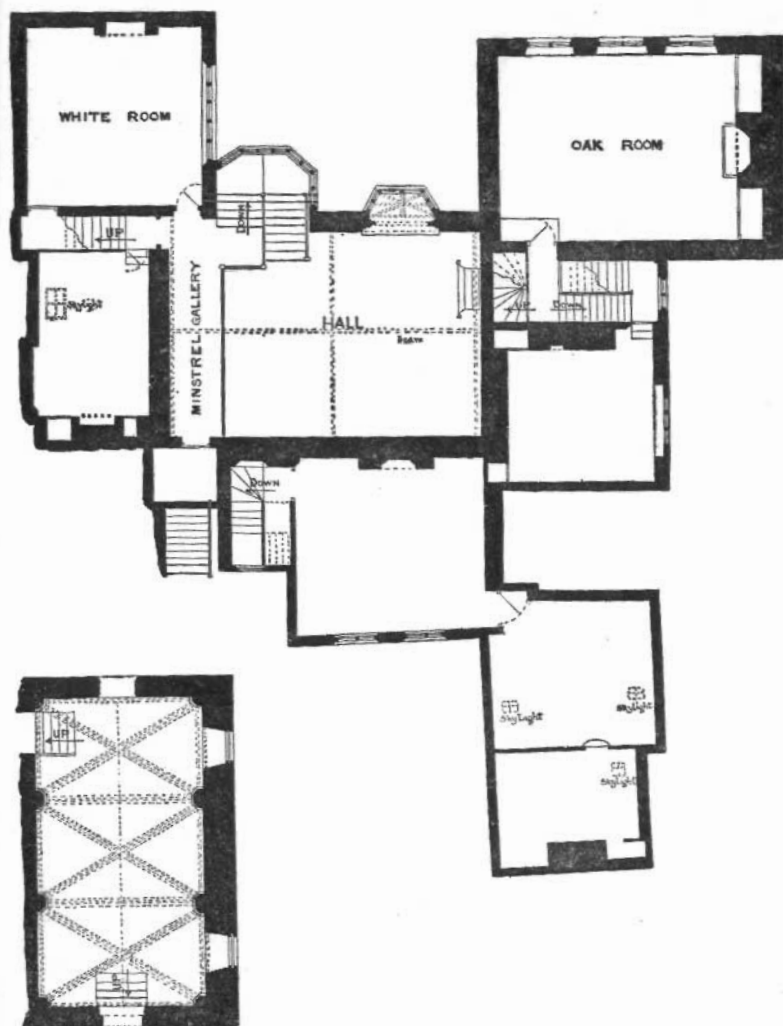 WHITE ROOM
OAK ROOM
UP
DOWN
MINSTREL GALLERY
HALL
Skylight
UP
DOWN
DOWN
Skylight
Skylight
Skylight
UP
UP